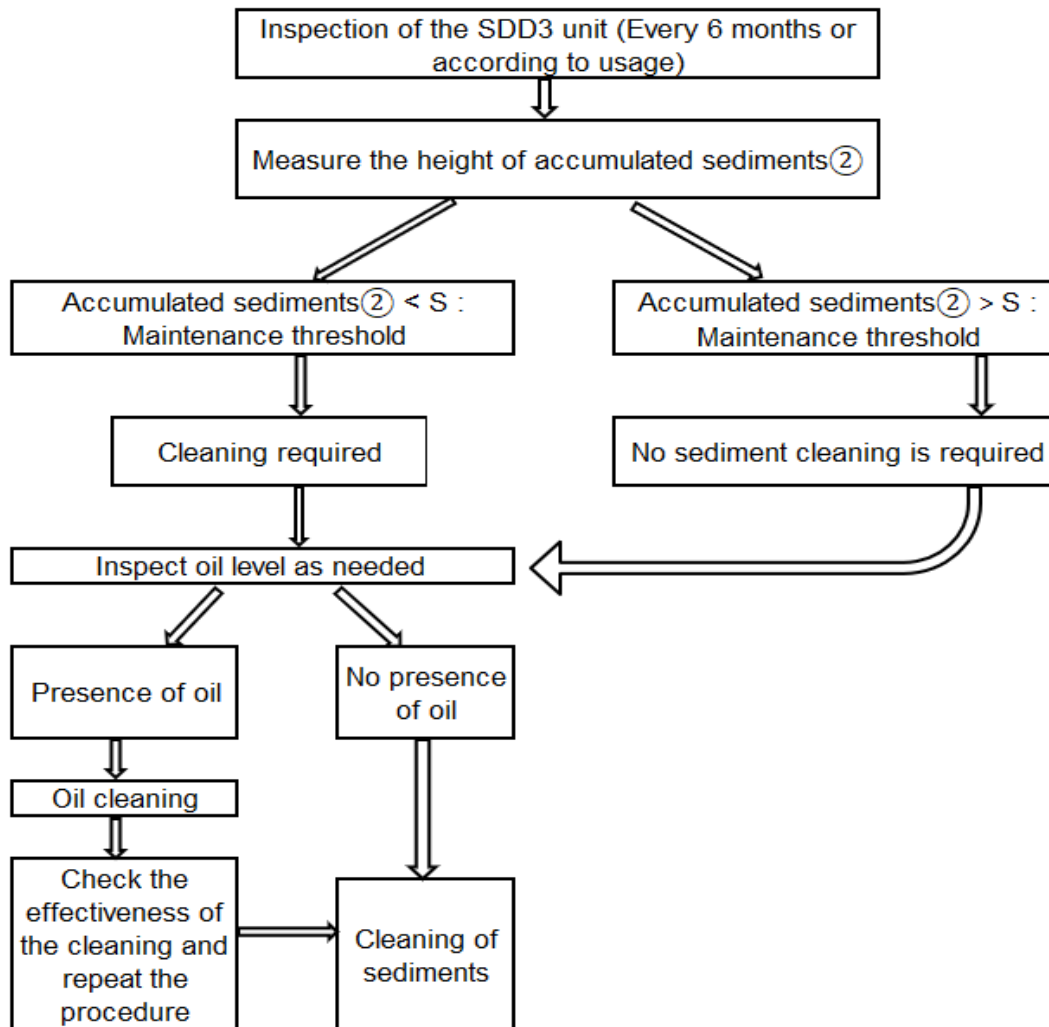 Inspection of the SDD3 unit (Every 6 months or
according to usage)
Measure the height of accumulated sediments②
Accumulated sediments② < S :
Maintenance threshold
Accumulated sediments② > S :
Maintenance threshold
Cleaning required
No sediment cleaning is required
Inspect oil level as needed
Presence of oil
No presence
of oil
Oil cleaning
Check the
effectiveness of
the cleaning and
repeat the
procedure
Cleaning of
sediments